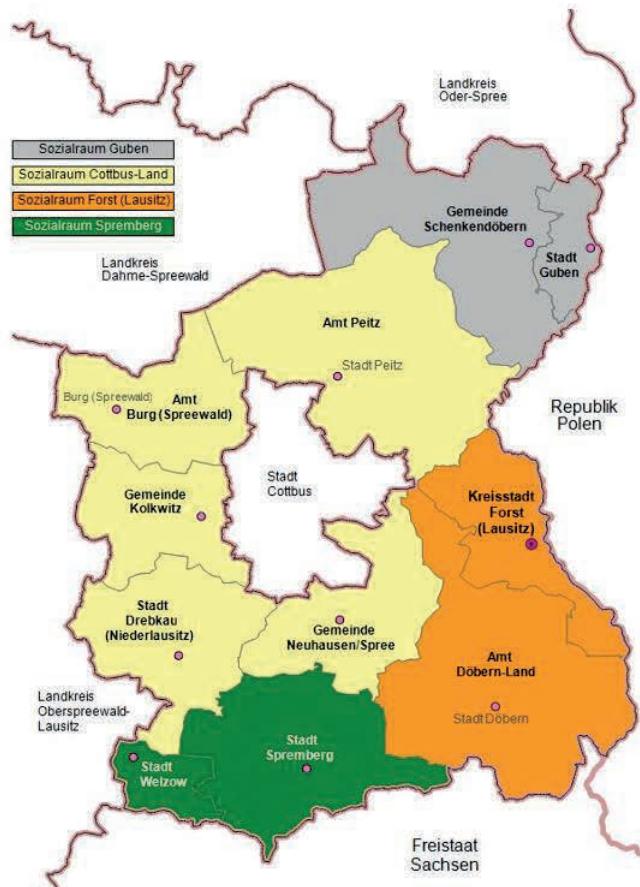 Landkreis
Oder-Spree
Sozialraum Guben
Sozialraum Cottbus-Land
Sozialraum Forst (Lausitz)
Sozialraum Spremberg
Gemeinde
Schenkendöbern
Stadt
Guben
Landkreis
Dahme-Spreewald
Amt Peitz
Stadt Peitz
Burg (Spreewald)
Amt
Burg (Spreewald)
Republik
Polen
Stadt
Cottbus
Gemeinde
Kolkwitz
Kreisstadt
Forst
(Lausitz)
Stadt
Drebkau
(Niederlausitz)
Gemeinde
Neuhausen/Spree
Amt
Döbern-Land
Stadt Döbern
Landkreis
Oberspreewald-
Lausitz
Stadt
Spremberg
Stadt
Welzow
Freistaat
Sachsen